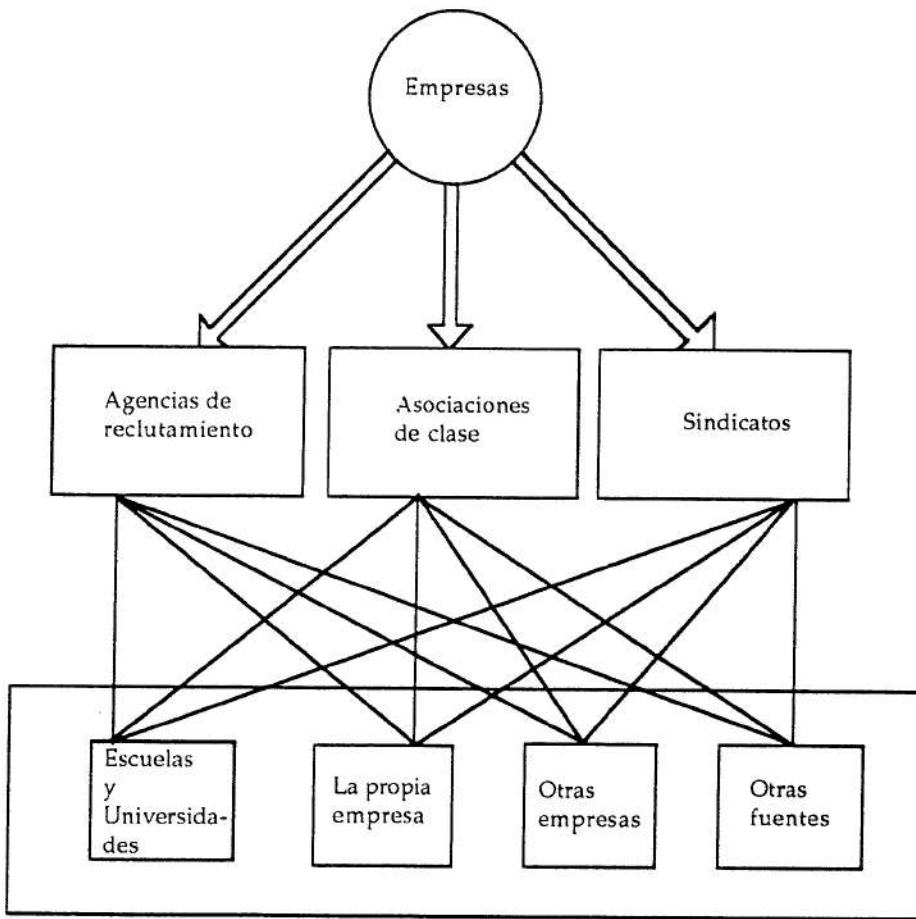 Empresas
Agencias de
reclutamiento
Asociaciones
de clase
Sindicatos
Escuelas
y
Universida-
des
La propia
empresa
Otras
empresas
Otras
fuentes